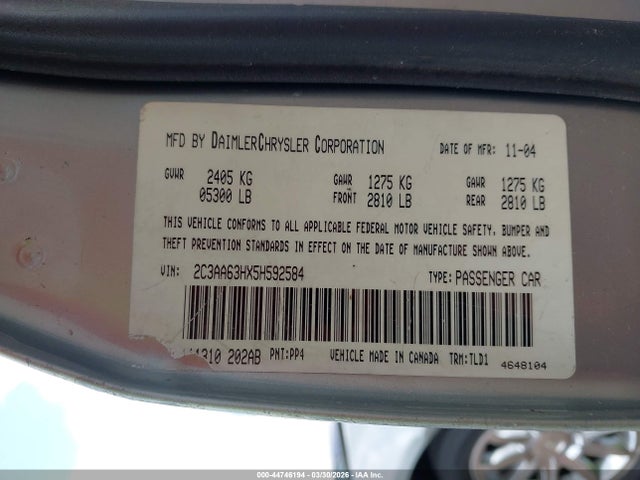 MFD BY DAIMLERCHRYSLER CORPORATION DATE OF MFR: 11-04
GVWR 2405 KG GAWR 1275 KG GAWR 1275 KG
05300 LB FRONT 2810 LB REAR 2810 LB
THIS VEHICLE CONFORMS TO ALL APPLICABLE FEDERAL MOTOR VEHICLE SAFETY, BUMPER AND
THEFT PREVENTION STANDARDS IN EFFECT ON THE DATE OF MANUFACTURE SHOWN ABOVE.
VIN: 2C3AA63HX5H592584 TYPE: PASSENGER CAR
1310 202AB PNT:PP4 VEHICLE MADE IN CANADA TRM:TLD1 4648104
000-44746194 - 03/30/2026 - IAA Inc.